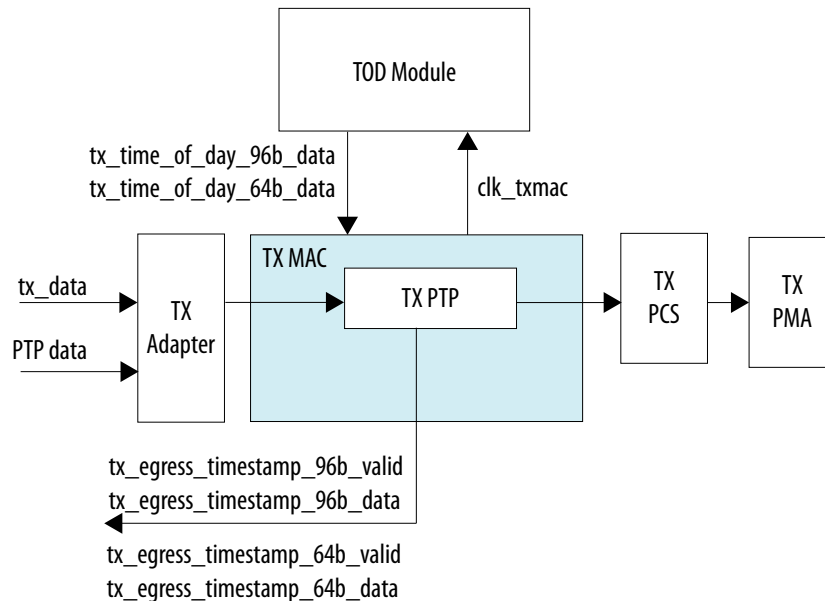 TOD Module
tx_time_of_day_96b_data
tx_time_of_day_64b_data
clk_txmac
TX MAC
TX PTP
tx_data
PTP data
TX
Adapter
TX
PCS
TX
PMA
tx_egress_timestamp_96b_valid
tx_egress_timestamp_96b_data
tx_egress_timestamp_64b_valid
tx_egress_timestamp_64b_data